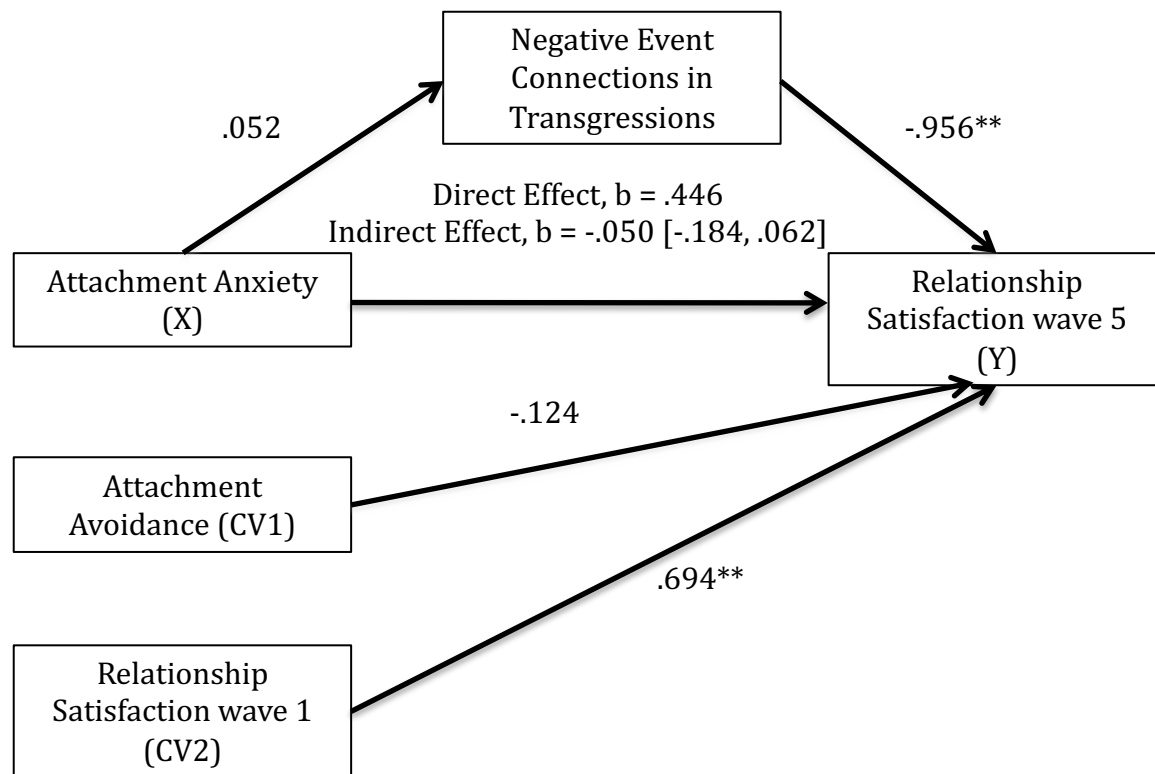 Negative Event
Connections in
Transgressions
.052
-.956**
Direct Effect, b = .446
Indirect Effect, b = -.050 [-.184, .062]
Attachment Anxiety
(X)
Relationship
Satisfaction wave 5
(Y)
-.124
Attachment
Avoidance (CV1)
.694**
Relationship
Satisfaction wave 1
(CV2)